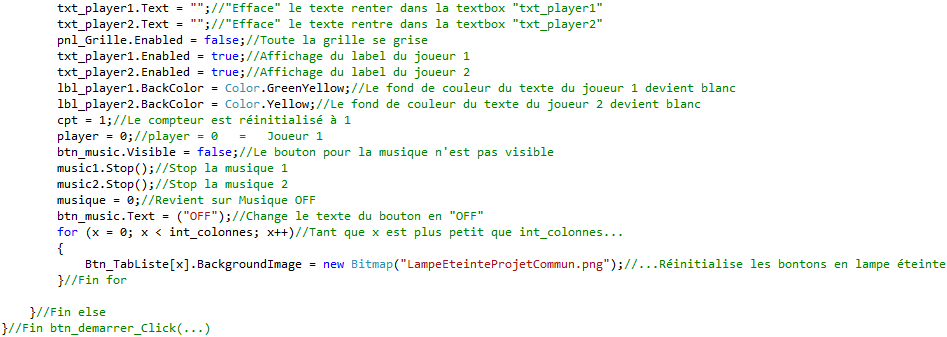 txt_player1.Text = "";//"Efface" le texte renter dans la textbox "txt_player1"
txt_player2.Text = "";//"Efface" le texte rentre dans la textbox "txt_player2"
pnl_Grille.Enabled = false;//Toute la grille se grise
txt_player1.Enabled = true;//Affichage du label du joueur 1
txt_player2.Enabled = true;//Affichage du label du joueur 2
lbl_player1.BackColor = Color.GreenYellow;//Le fond de couleur du texte du joueur 1 devient blanc
lbl_player2.BackColor = Color.Yellow;//Le fond de couleur du texte du joueur 2 devient blanc
cpt = 1;//Le compteur est réinitialisé à 1
player = 0;//player = 0   =   Joueur 1
btn_music.Visible = false;//Le bouton pour la musique n'est pas visible
music1.Stop();//Stop la musique 1
music2.Stop();//Stop la musique 2
musique = 0;//Revient sur Musique OFF
btn_music.Text = ("OFF");//Change le texte du bouton en "OFF"
for (x = 0; x < int_colonnes; x++)//Tant que x est plus petit que int_colonnes...
{
Btn_TabListe[x].BackgroundImage = new Bitmap("LampeEteinteProjetCommun.png");//...Réinitialise les bontons en lampe éteinte
}//Fin for
}//Fin else
}//Fin btn_demarrer_Click(...)